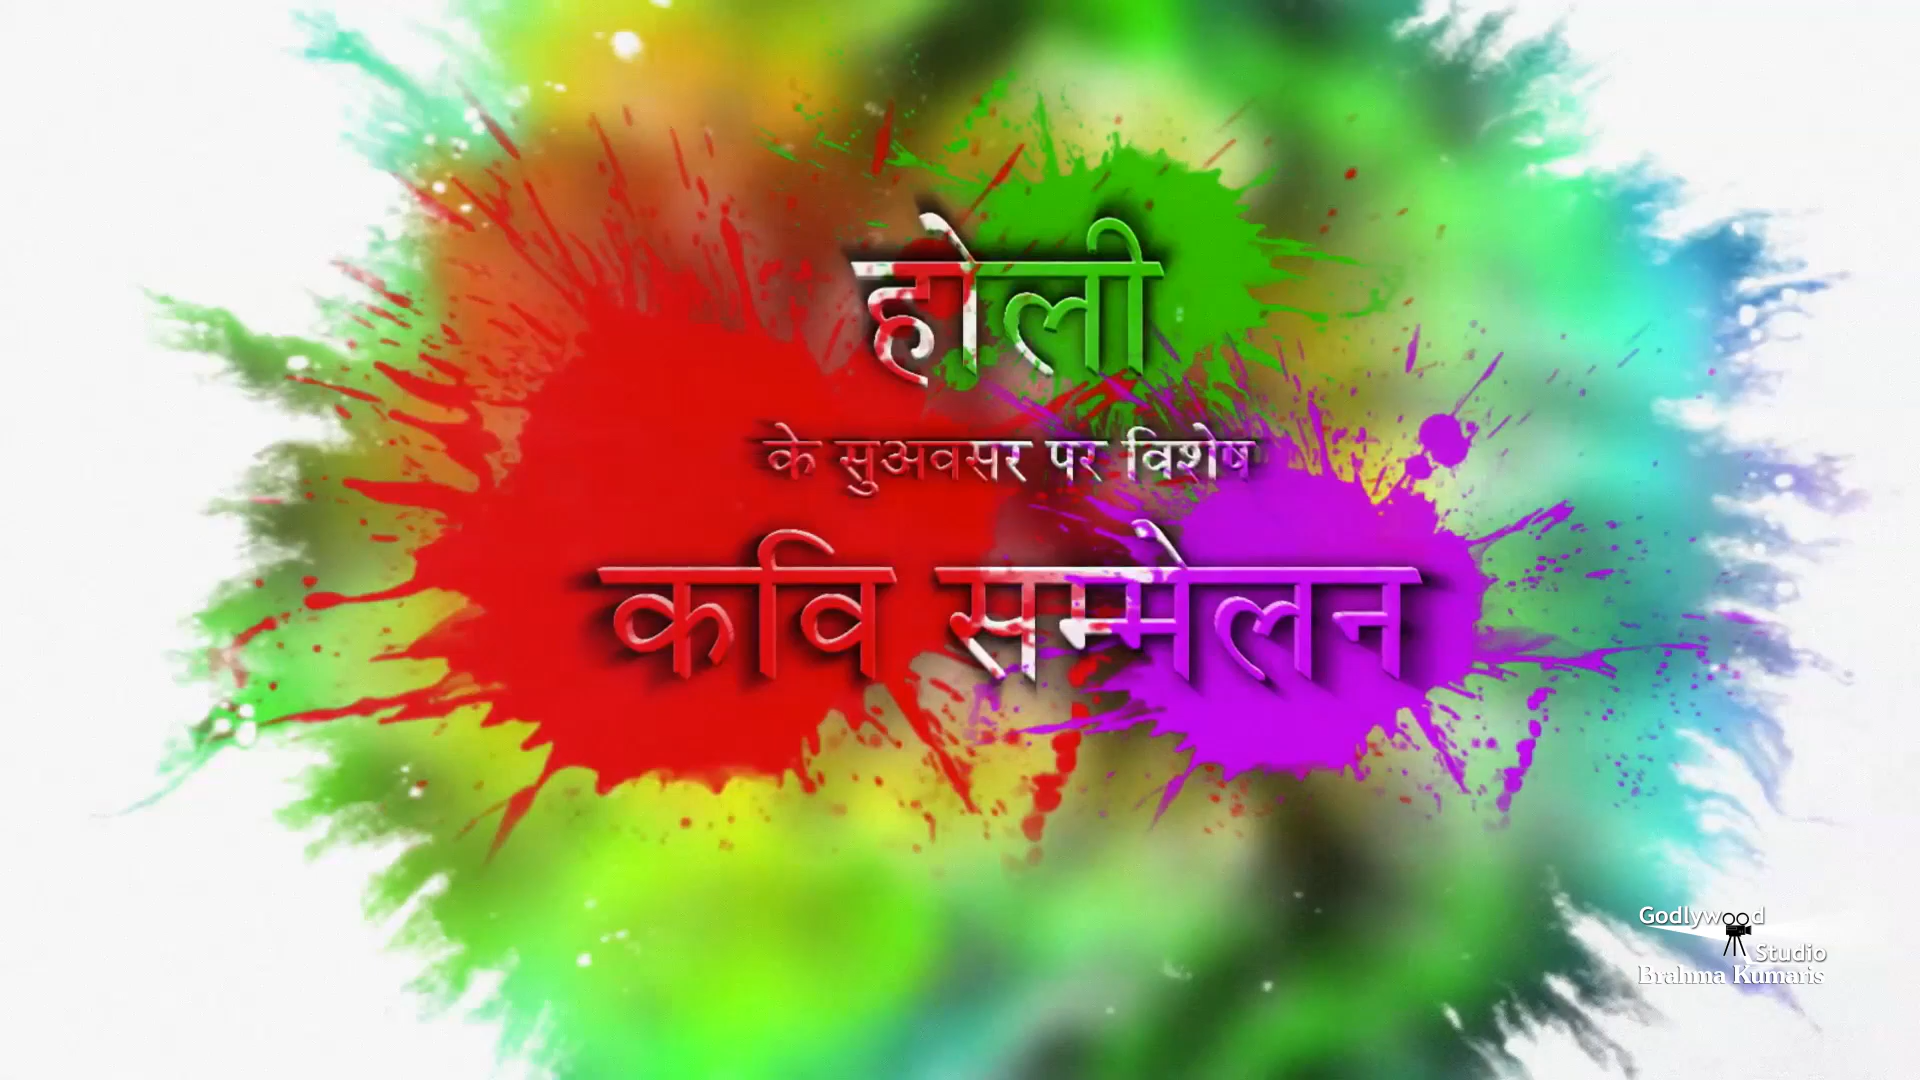 होली
के सुअवसर पर विशेष
कवि सम्मेलन
Godlywood
Studio
Brahma Kumaris